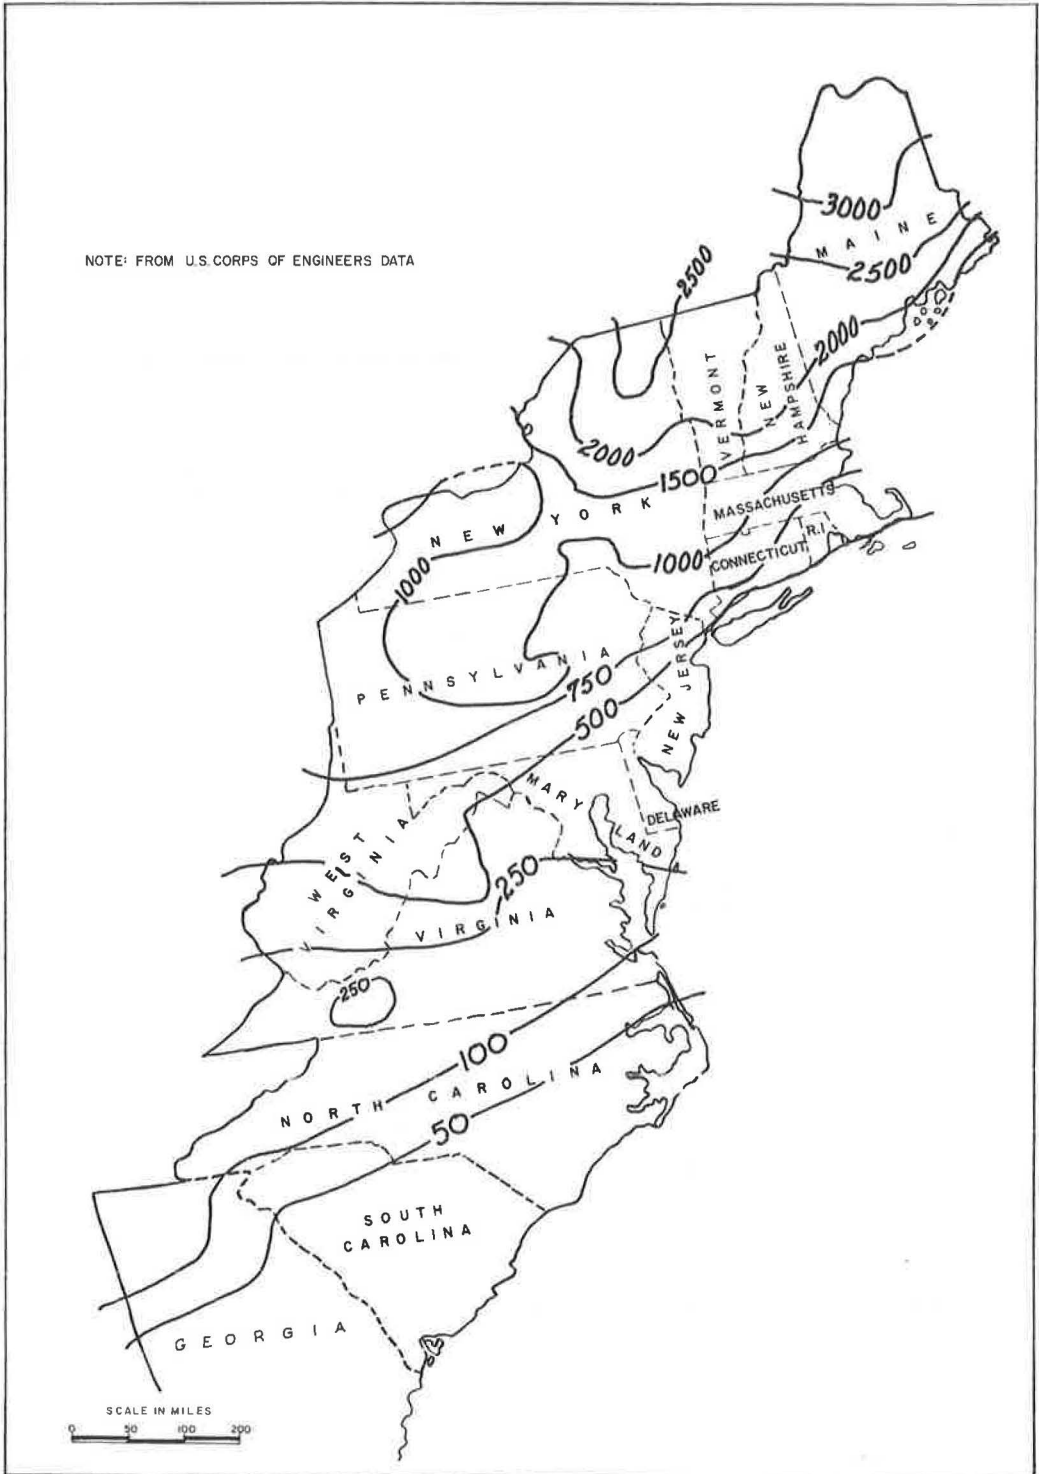 3000
MAINE
NOTE: FROM U.S. CORPS OF ENGINEERS DATA
2500
2500
2000
VERMONT
NEW
HAMPSHIRE
2000
1500
MASSACHUSETTS
NEW YORK
R.I.
CONNECTICUT
1000
1000
PENNSYLVANIA
NEW JERSEY
750
500
MARY
LAND
DELAWARE
WEST
VIRGINIA
250
VIRGINIA
250
100
NORTH CAROLINA
50
SOUTH
CAROLINA
GEORGIA
SCALE IN MILES
0 50 100 200